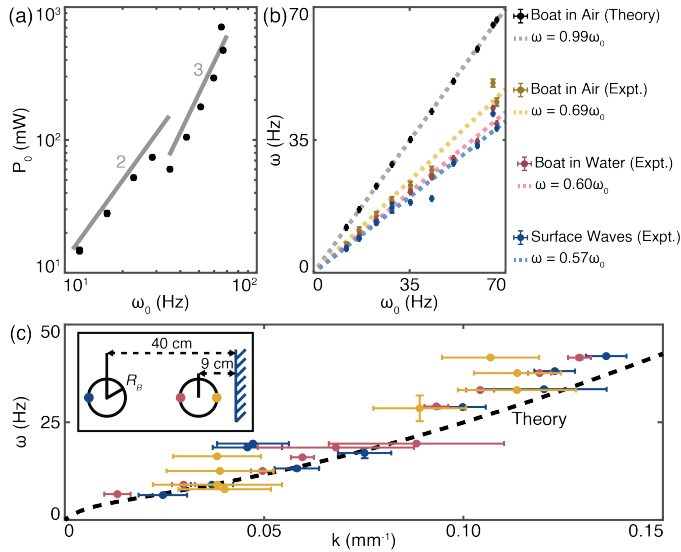 (a)
10³
3
2
10²
10¹
P₀ (mW)
10¹
10²
ω₀ (Hz)
(b)
70
35
0
ω (Hz)
0
35
70
ω₀ (Hz)
Boat in Air (Theory)
ω = 0.99ω₀
Boat in Air (Expt.)
ω = 0.69ω₀
Boat in Water (Expt.)
ω = 0.60ω₀
Surface Waves (Expt.)
ω = 0.57ω₀
(c)
50
25
0
ω (Hz)
40 cm
9 cm
R_B
Theory
0
0.05
0.10
0.15
k (mm⁻¹)